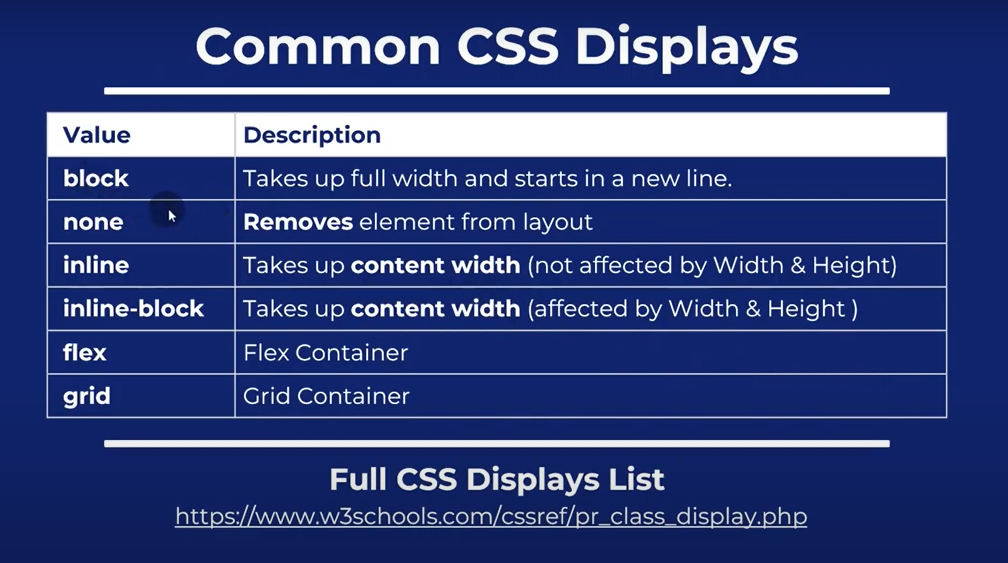 Common CSS Displays
Value Description
block Takes up full width and starts in a new line.
none Removes element from layout
inline Takes up content width (not affected by Width & Height)
inline-block Takes up content width (affected by Width & Height )
flex Flex Container
grid Grid Container
Full CSS Displays List
https://www.w3schools.com/cssref/pr_class_display.php